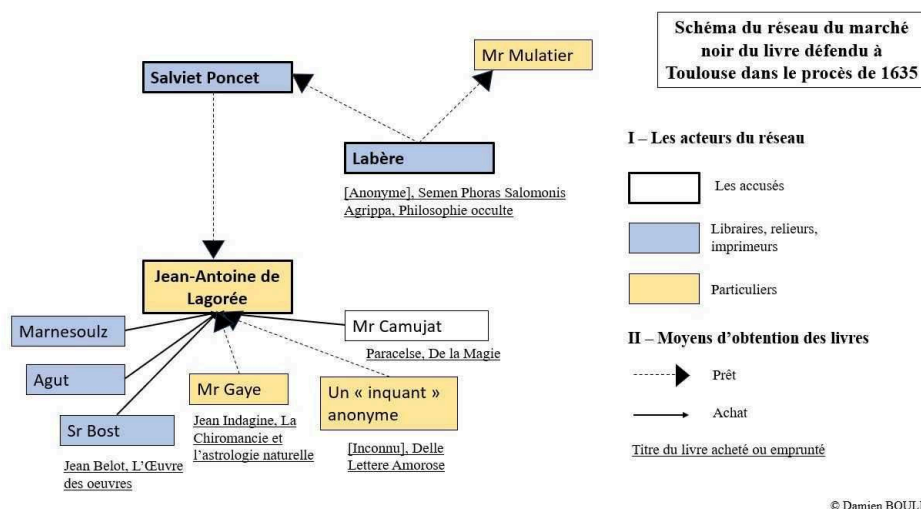 Schéma du réseau du marché
noir du livre défendu à
Toulouse dans le procès de 1635
Mr Mulatier
Salviet Poncet
Labère
[Anonyme], Semen Phoras Salomonis
Agrippa, Philosophie occulte
Jean-Antoine de
Lagorée
Marnesoulz
Mr Camujat
Paracelse, De la Magie
Agut
Mr Gaye
Jean Indagine, La
Chiromancie et
l'astrologie naturelle
Un « inquant »
anonyme
[Inconnu], Delle
Lettere Amorose
Sr Bost
Jean Belot, L'Œuvre
des oeuvres
I – Les acteurs du réseau
Les accusés
Libraires, relieurs,
imprimeurs
Particuliers
II – Moyens d'obtention des livres
Prêt
Achat
Titre du livre acheté ou emprunté
© Damien